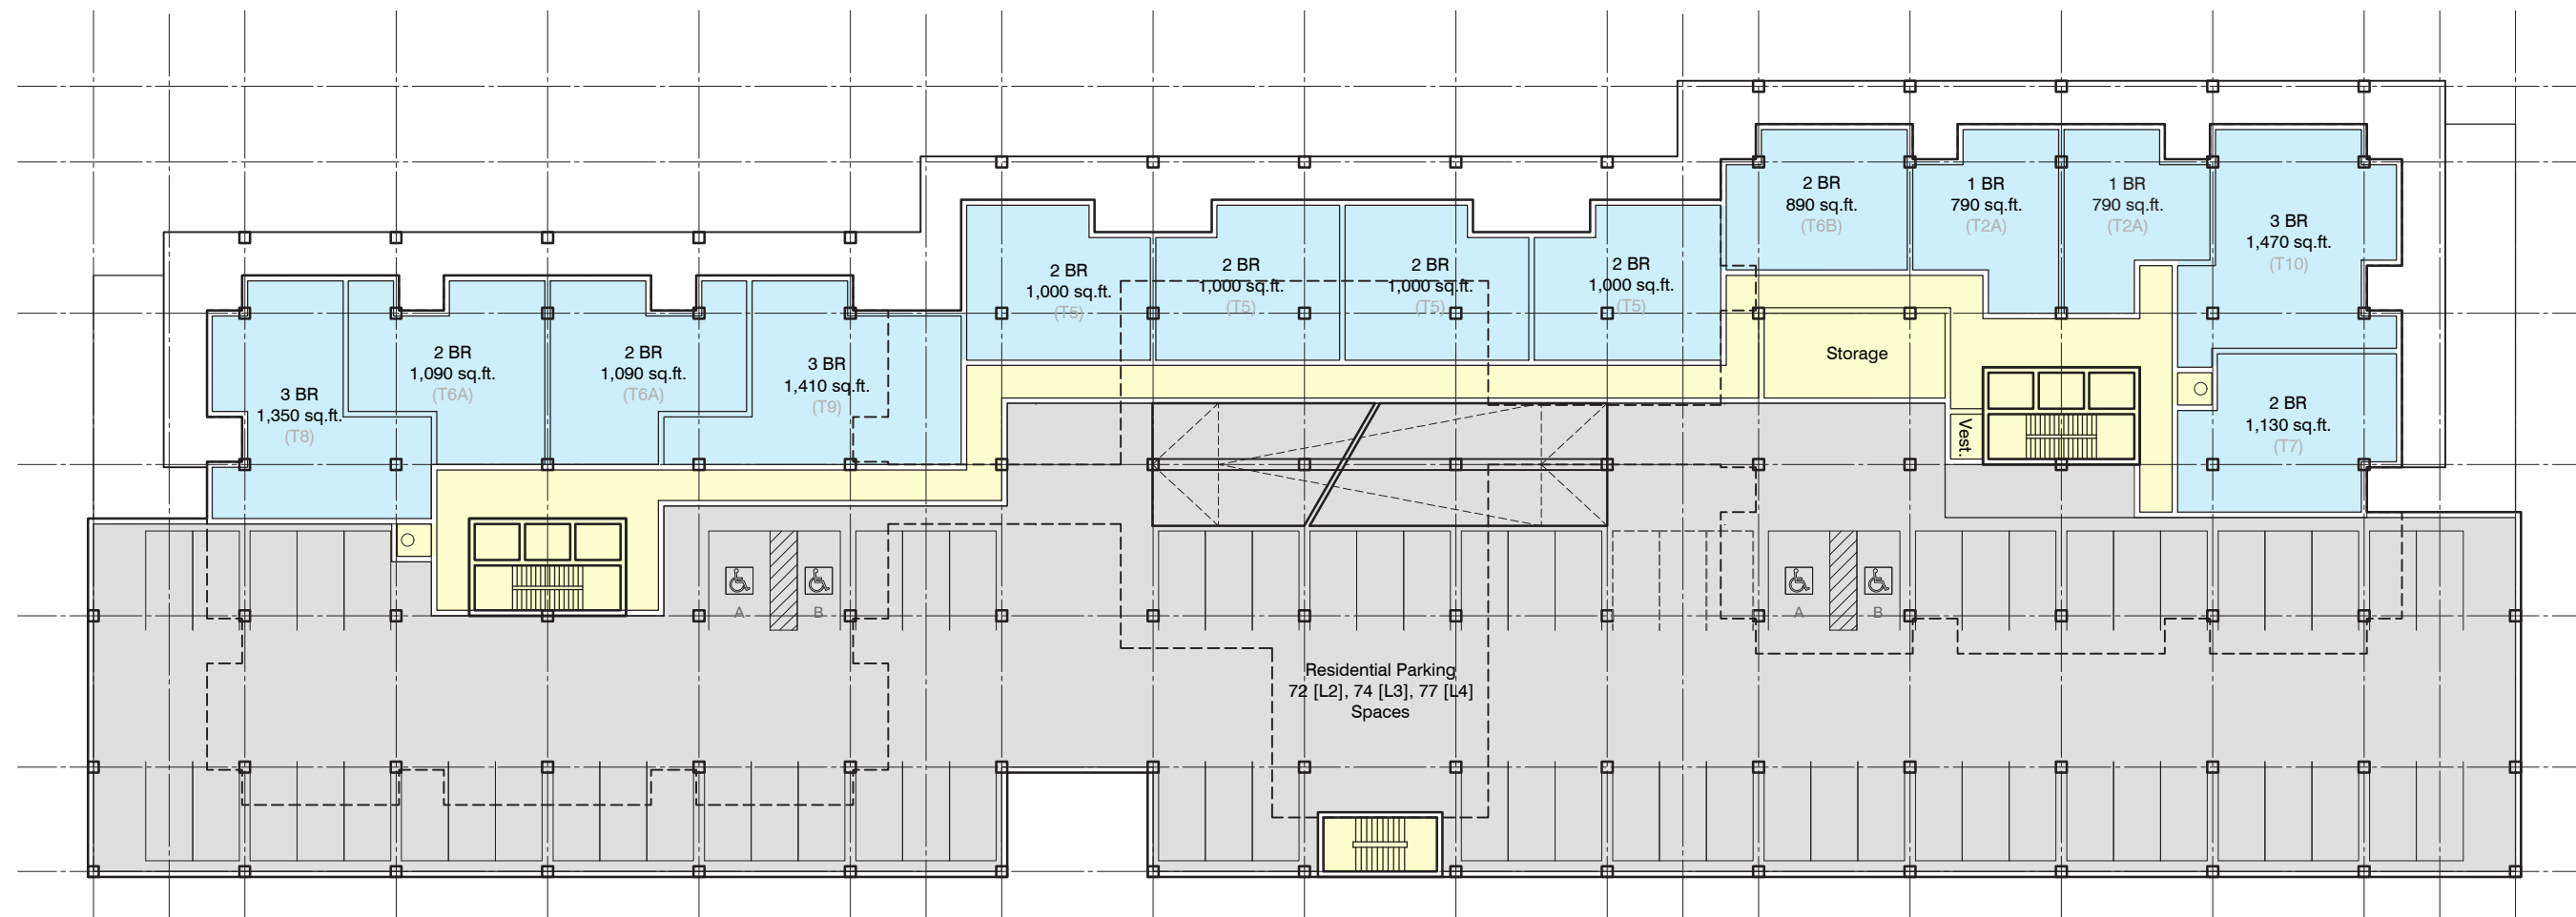 2 BR
890 sq.ft.
(T6B)
1 BR
790 sq.ft.
(T2A)
1 BR
790 sq.ft.
(T2A)
3 BR
1,470 sq.ft.
(T10)
2 BR
1,000 sq.ft.
(T5)
2 BR
1,000 sq.ft.
(T5)
2 BR
1,000 sq.ft.
(T5)
2 BR
1,000 sq.ft.
(T5)
3 BR
1,350 sq.ft.
(T8)
2 BR
1,090 sq.ft.
(T6A)
2 BR
1,090 sq.ft.
(T6A)
3 BR
1,410 sq.ft.
(T9)
Storage
Vest.
2 BR
1,130 sq.ft.
(T7)
A
B
A
B
Residential Parking
72 [L2], 74 [L3], 77 [L4]
Spaces